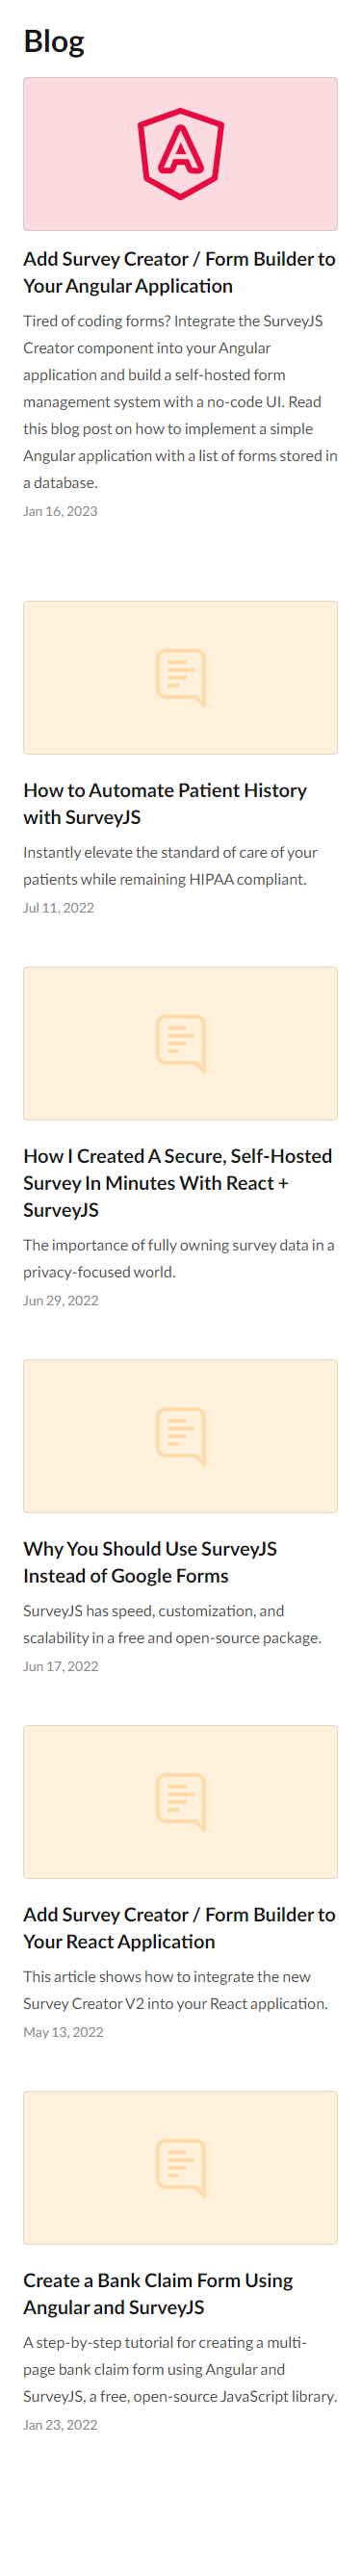 Blog
Add Survey Creator / Form Builder to
Your Angular Application
Tired of coding forms? Integrate the SurveyJS
Creator component into your Angular
application and build a self-hosted form
management system with a no-code UI. Read
this blog post on how to implement a simple
Angular application with a list of forms stored in
a database.
Jan 16, 2023
How to Automate Patient History
with SurveyJS
Instantly elevate the standard of care of your
patients while remaining HIPAA compliant.
Jul 11, 2022
How I Created A Secure, Self-Hosted
Survey In Minutes With React +
SurveyJS
The importance of fully owning survey data in a
privacy-focused world.
Jun 29, 2022
Why You Should Use SurveyJS
Instead of Google Forms
SurveyJS has speed, customization, and
scalability in a free and open-source package.
Jun 17, 2022
Add Survey Creator / Form Builder to
Your React Application
This article shows how to integrate the new
Survey Creator V2 into your React application.
May 13, 2022
Create a Bank Claim Form Using
Angular and SurveyJS
A step-by-step tutorial for creating a multi-
page bank claim form using Angular and
SurveyJS, a free, open-source JavaScript library.
Jan 23, 2022